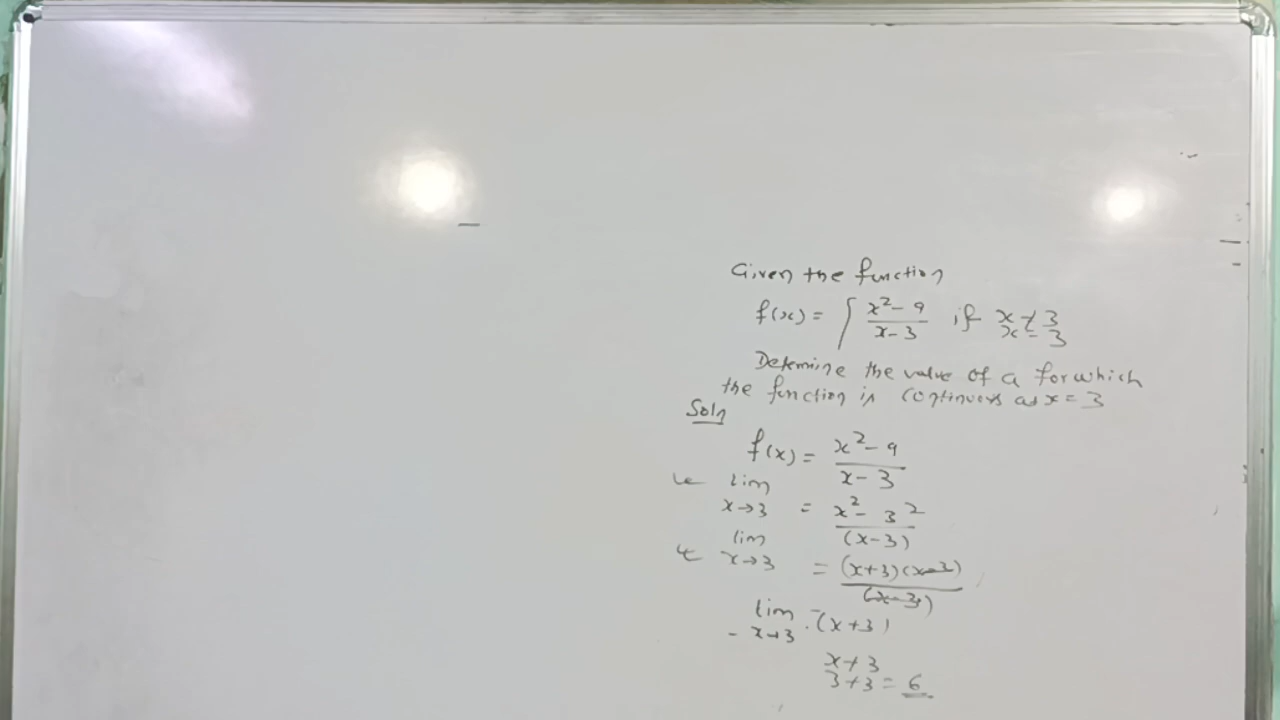 Given the function
f(x) = { x² - 9 / x - 3 if x ≠ 3
x = 3
Determine the value of a for which
the function is continuous at x = 3
Soln
f(x) = x² - 9 / x - 3
lim x→3 = x² - 3² / (x-3)
lim x→3 = (x+3)(x-3) / (x-3)
lim x→3 (x+3)
x+3
3+3 = 6